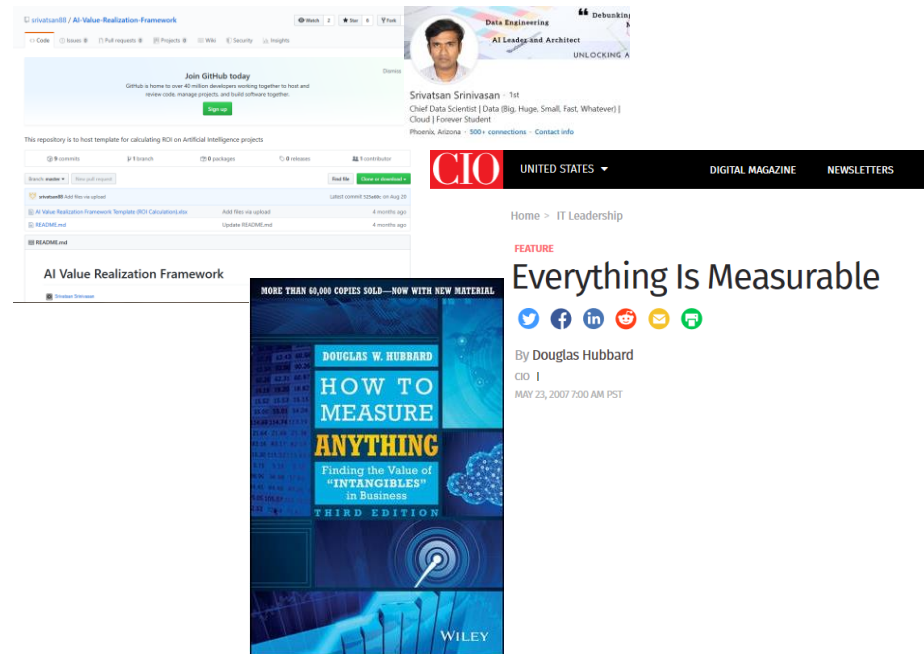 srivatsan88 / AI-Value-Realization-Framework
Watch 2 Star 6 Fork
Code Issues 0 Pull requests 0 Projects 0 Wiki Security Insights
Join GitHub today
Dismiss
GitHub is home to over 40 million developers working together to host and
review code, manage projects, and build software together.
Sign up
This repository is to host template for calculating ROI on Artificial Intelligence projects
9 commits 1 branch 0 packages 0 releases 1 contributor
Branch: master New pull request Find file Clone or download
srivatsan88 Add files via upload Latest commit on Aug 20
AI Value Realization Framework Template (ROI Calculation).xlsx Add files via upload 4 months ago
README.md Update README.md 4 months ago
README.md
AI Value Realization Framework
Srivatsan Srinivasan
Data Engineering
“ Debunking
AI Leader and Architect
UNLOCKING A
Srivatsan Srinivasan · 1st
Chief Data Scientist | Data (Big, Huge, Small, Fast, Whatever) |
Cloud | Forever Student
Phoenix, Arizona · 500+ connections · Contact info
CIO UNITED STATES DIGITAL MAGAZINE NEWSLETTERS
Home > IT Leadership
FEATURE
Everything Is Measurable
By Douglas Hubbard
CIO |
MAY 23, 2007 7:00 AM PST
MORE THAN 60,000 COPIES SOLD—NOW WITH NEW MATERIAL
DOUGLAS W. HUBBARD
HOW TO
MEASURE
ANYTHING
Finding the Value of
“INTANGIBLES”
in Business
THIRD EDITION
WILEY